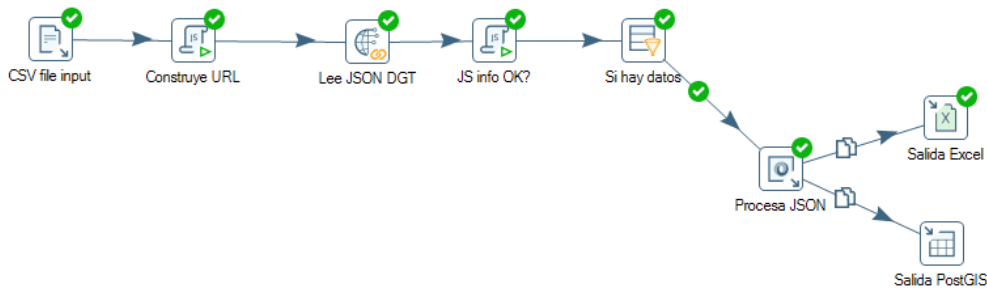 CSV file input
Construye URL
Lee JSON DGT
JS info OK?
Si hay datos
Procesa JSON
Salida Excel
Salida PostGIS